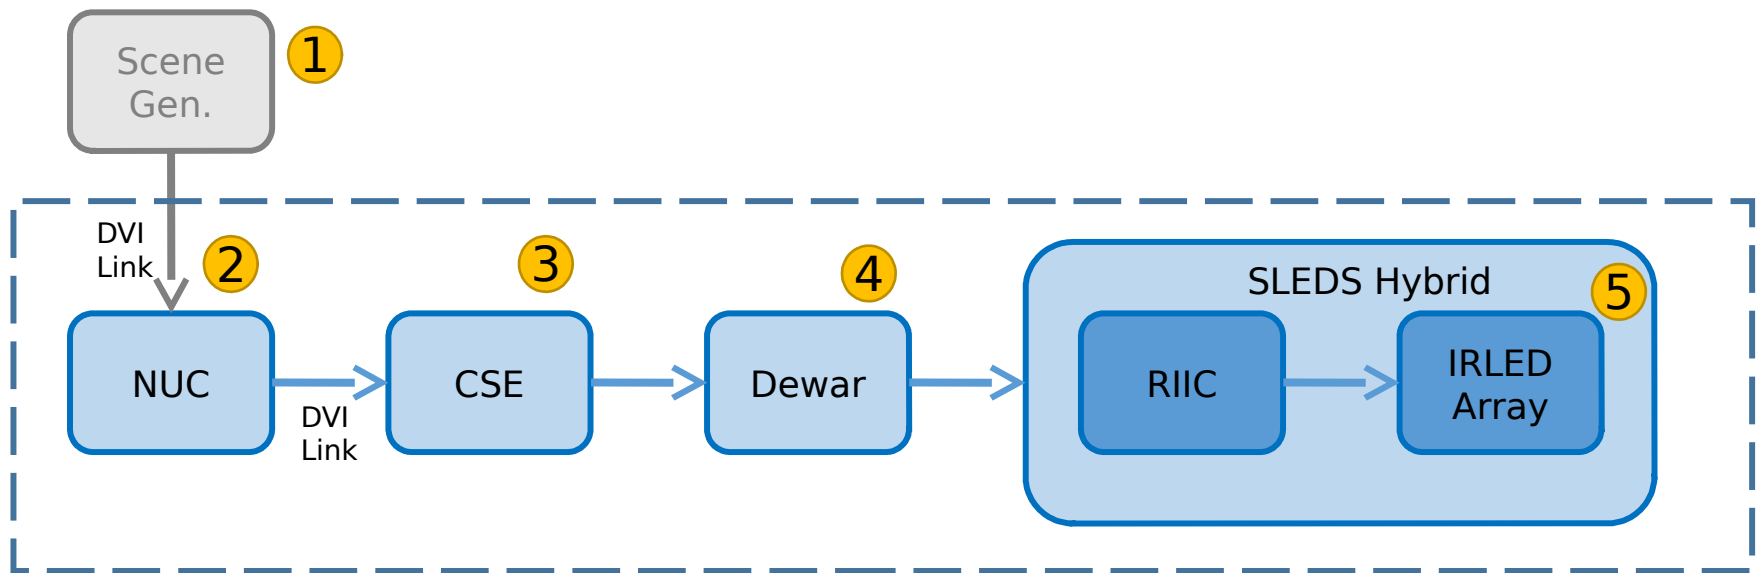 Scene
Gen.
1
DVI
Link
2
3
4
SLEDS Hybrid
5
NUC
DVI
Link
CSE
Dewar
RIIC
IRLED
Array